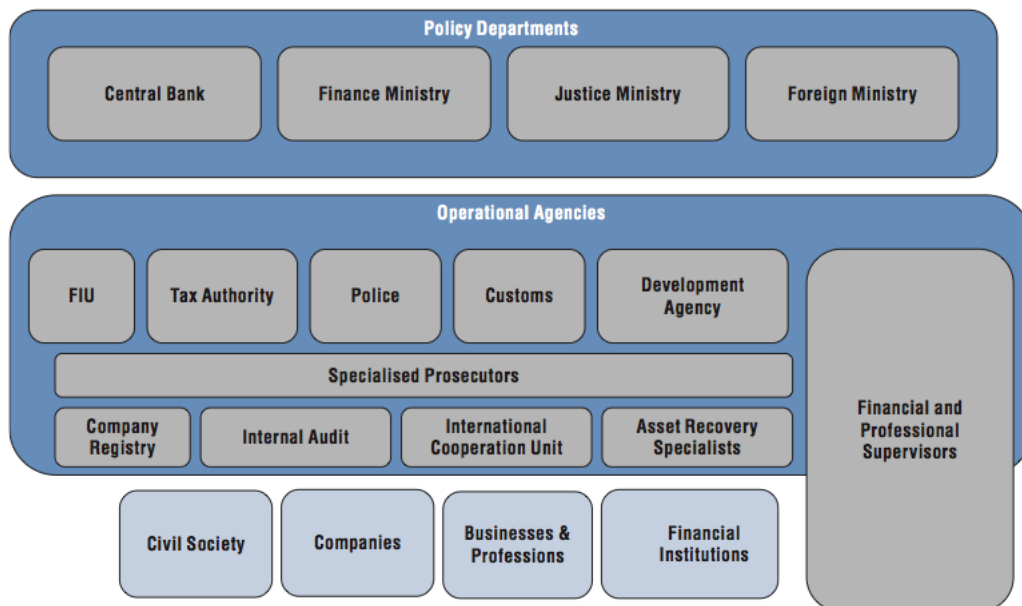 Policy Departments
Central Bank
Finance Ministry
Justice Ministry
Foreign Ministry
Operational Agencies
FIU
Tax Authority
Police
Customs
Development
Agency
Specialised Prosecutors
Company
Registry
Internal Audit
International
Cooperation Unit
Asset Recovery
Specialists
Financial and
Professional
Supervisors
Civil Society
Companies
Businesses &
Professions
Financial
Institutions